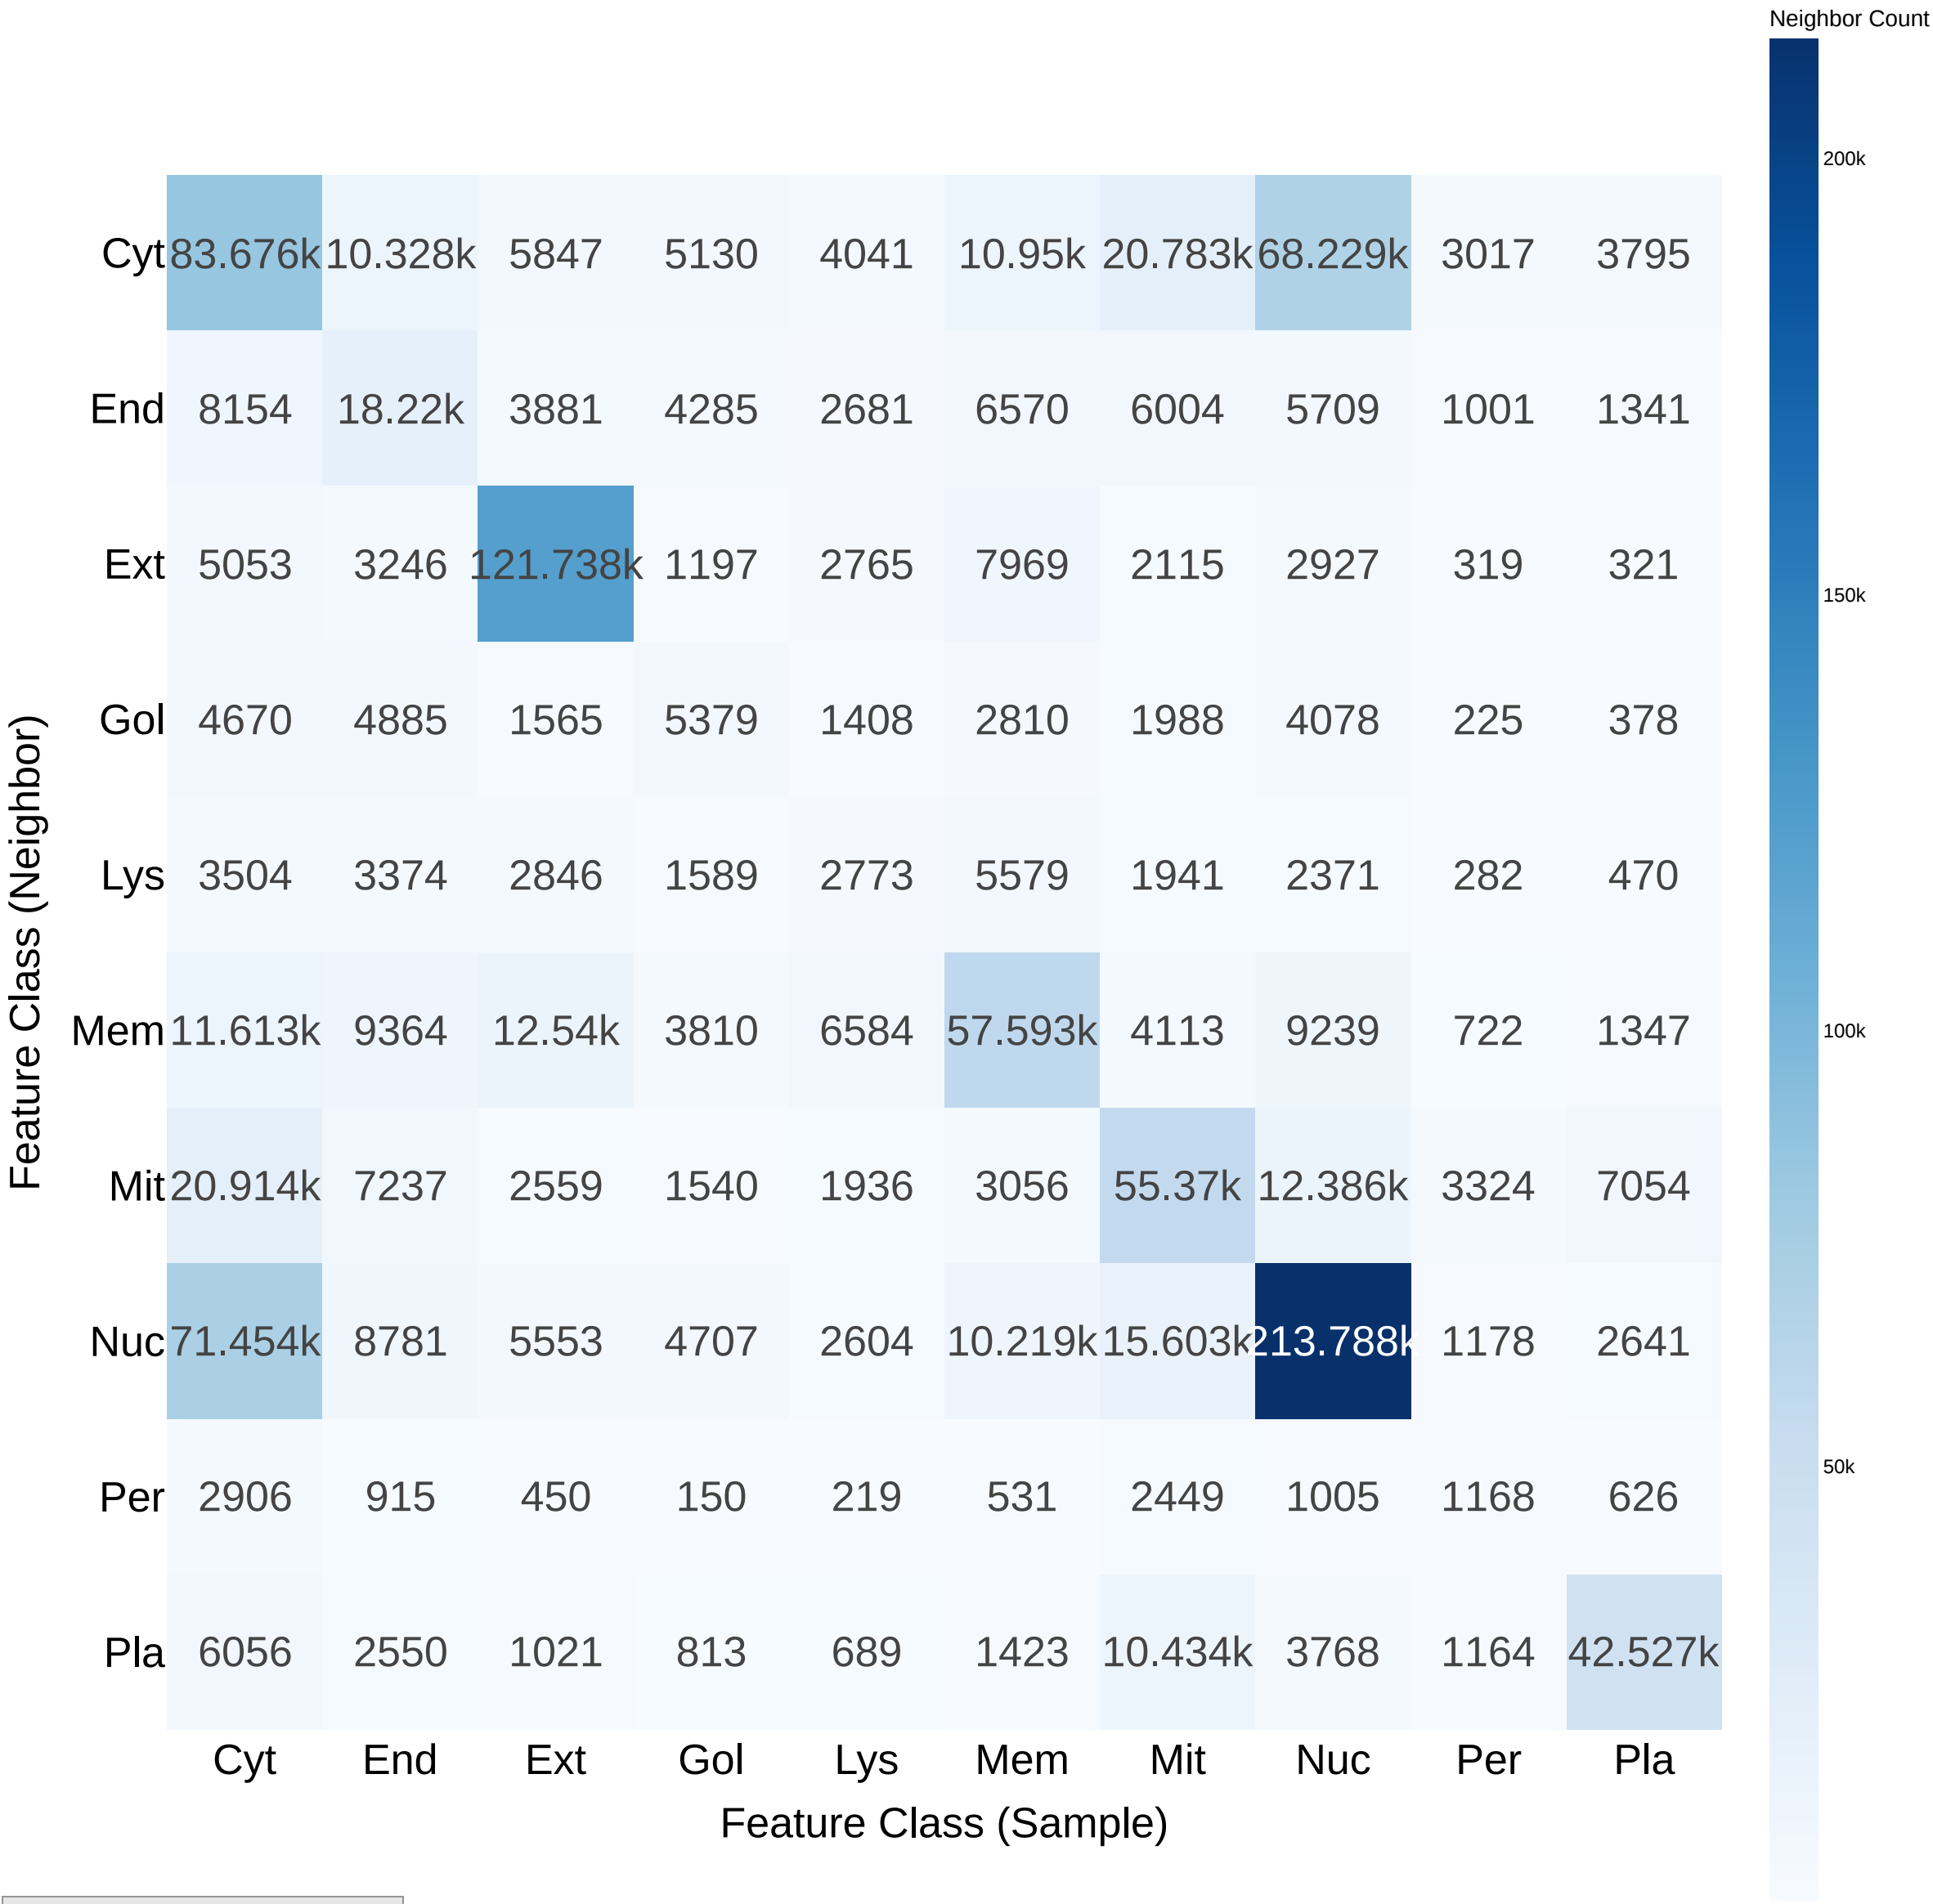 Neighbor Count
200k
150k
100k
50k
Feature Class (Neighbor)
Cyt 83.676k 10.328k 5847 5130 4041 10.95k 20.783k 68.229k 3017 3795
End 8154 18.22k 3881 4285 2681 6570 6004 5709 1001 1341
Ext 5053 3246 121.738k 1197 2765 7969 2115 2927 319 321
Gol 4670 4885 1565 5379 1408 2810 1988 4078 225 378
Lys 3504 3374 2846 1589 2773 5579 1941 2371 282 470
Mem 11.613k 9364 12.54k 3810 6584 57.593k 4113 9239 722 1347
Mit 20.914k 7237 2559 1540 1936 3056 55.37k 12.386k 3324 7054
Nuc 71.454k 8781 5553 4707 2604 10.219k 15.603k 213.788k 1178 2641
Per 2906 915 450 150 219 531 2449 1005 1168 626
Pla 6056 2550 1021 813 689 1423 10.434k 3768 1164 42.527k
Cyt End Ext Gol Lys Mem Mit Nuc Per Pla
Feature Class (Sample)